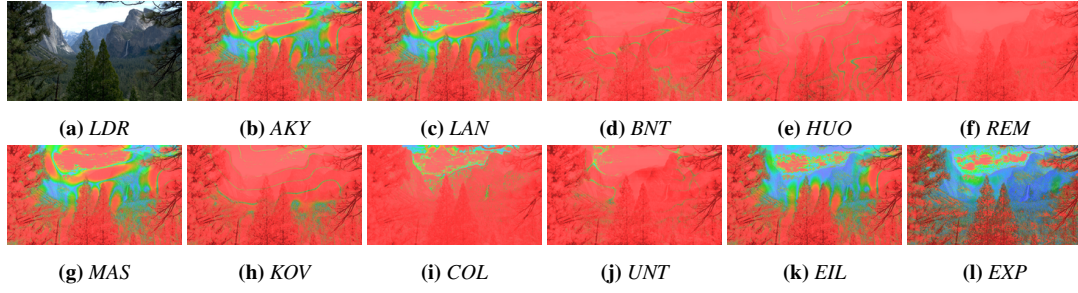 (a) LDR (b) AKY (c) LAN (d) BNT (e) HUO (f) REM
(g) MAS (h) KOV (i) COL (j) UNT (k) EIL (l) EXP